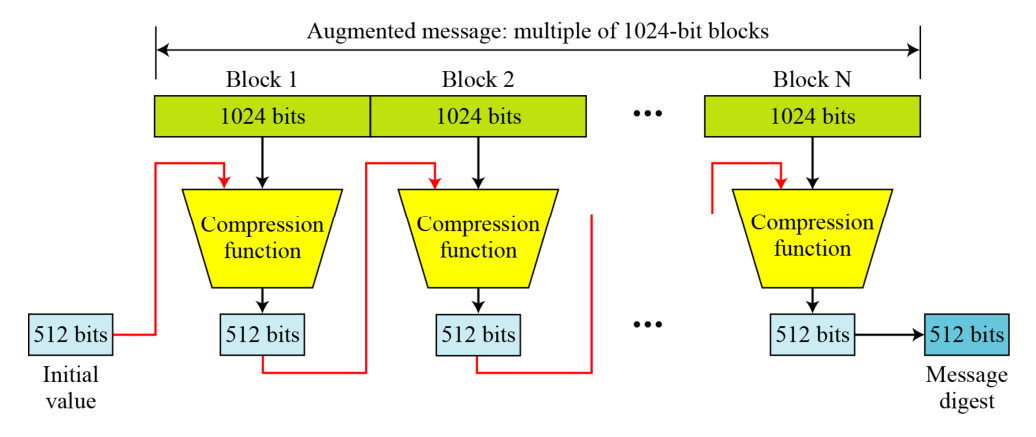 Augmented message: multiple of 1024-bit blocks
Block 1
Block 2
Block N
1024 bits
1024 bits
•••
1024 bits
Compression
function
Compression
function
Compression
function
512 bits
512 bits
512 bits
•••
512 bits
512 bits
Initial
value
Message
digest